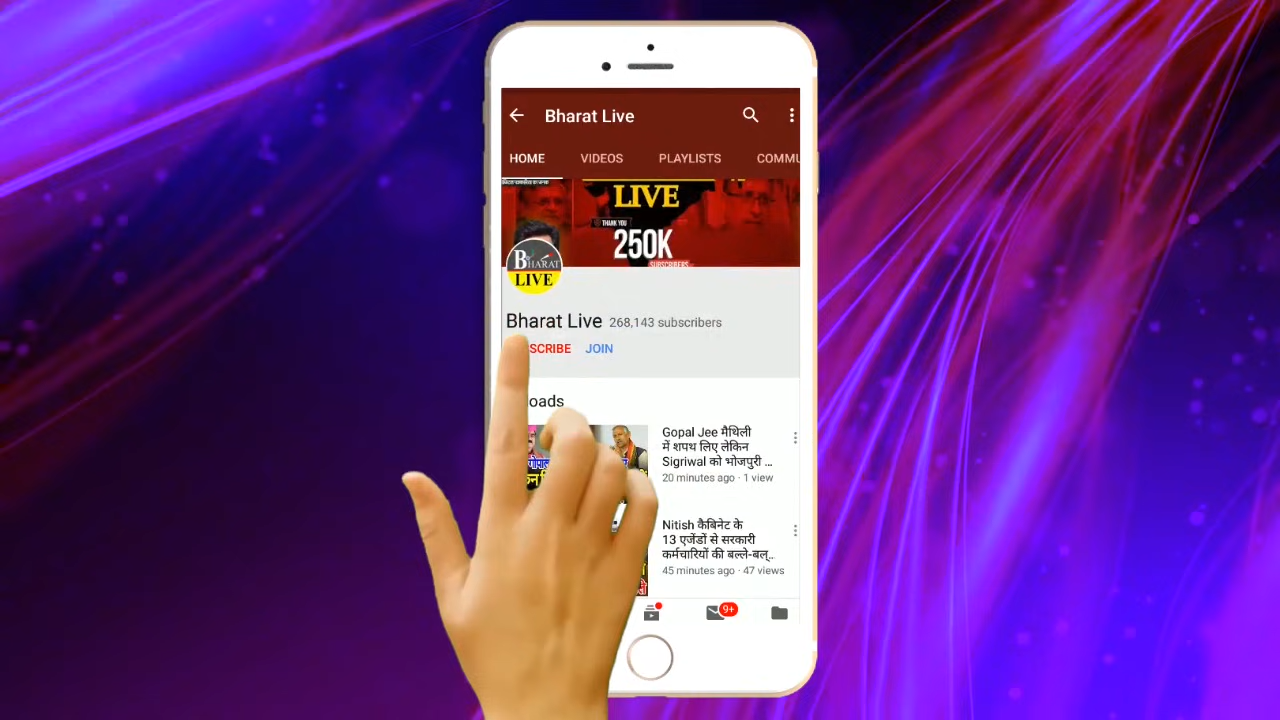 Bharat Live
HOME VIDEOS PLAYLISTS COMMU
LIVE
THANK YOU
250K
SUBSCRIBERS
BHARAT
LIVE
Bharat Live 268,143 subscribers
SCRIBE JOIN
oads
Gopal Jee मैथिली
में शपथ लिए लेकिन
Sigriwal को भोजपुरी ...
20 minutes ago · 1 view
Nitish कैबिनेट के
13 एजेंडों से सरकारी
कर्मचारियों की बल्ले-बल्...
45 minutes ago · 47 views
9+